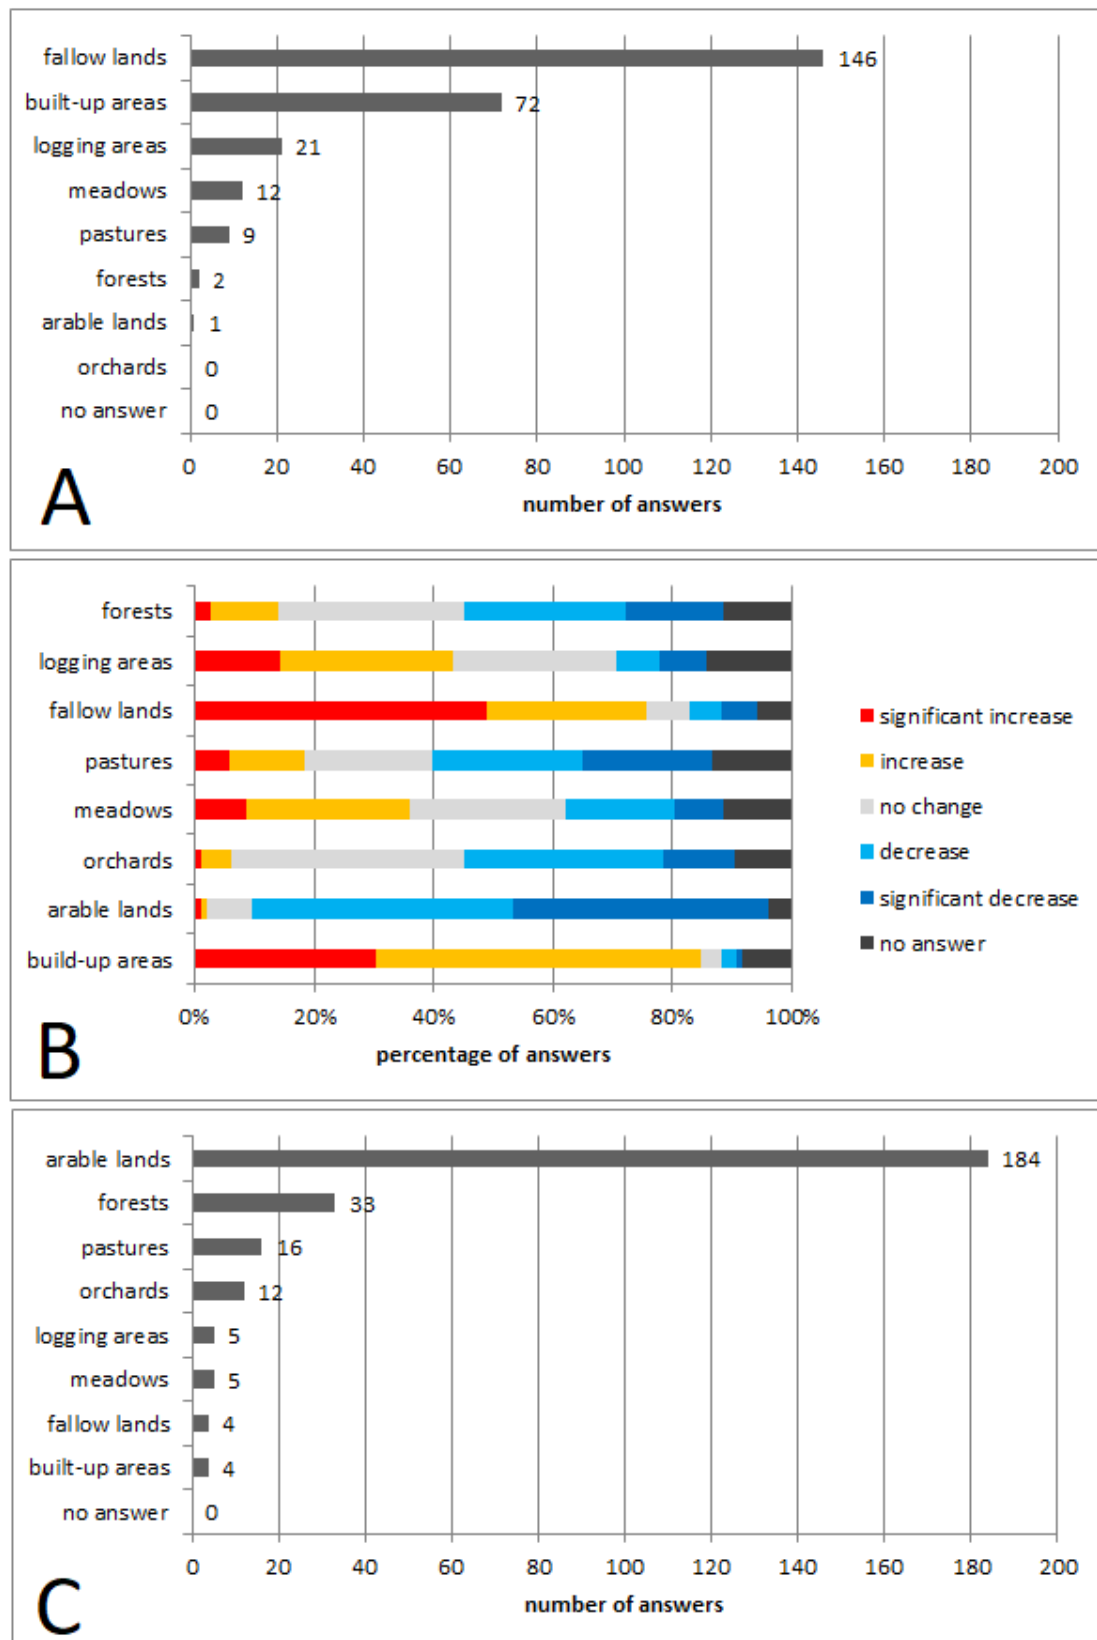 fallow lands 146
built-up areas 72
logging areas 21
meadows 12
pastures 9
forests 2
arable lands 1
orchards 0
no answer 0
0 20 40 60 80 100 120 140 160 180 200
number of answers
A
forests
logging areas
fallow lands
pastures
meadows
orchards
arable lands
build-up areas
0% 20% 40% 60% 80% 100%
percentage of answers
significant increase
increase
no change
decrease
significant decrease
no answer
B
arable lands 184
forests 33
pastures 16
orchards 12
logging areas 5
meadows 5
fallow lands 4
built-up areas 4
no answer 0
0 20 40 60 80 100 120 140 160 180 200
number of answers
C